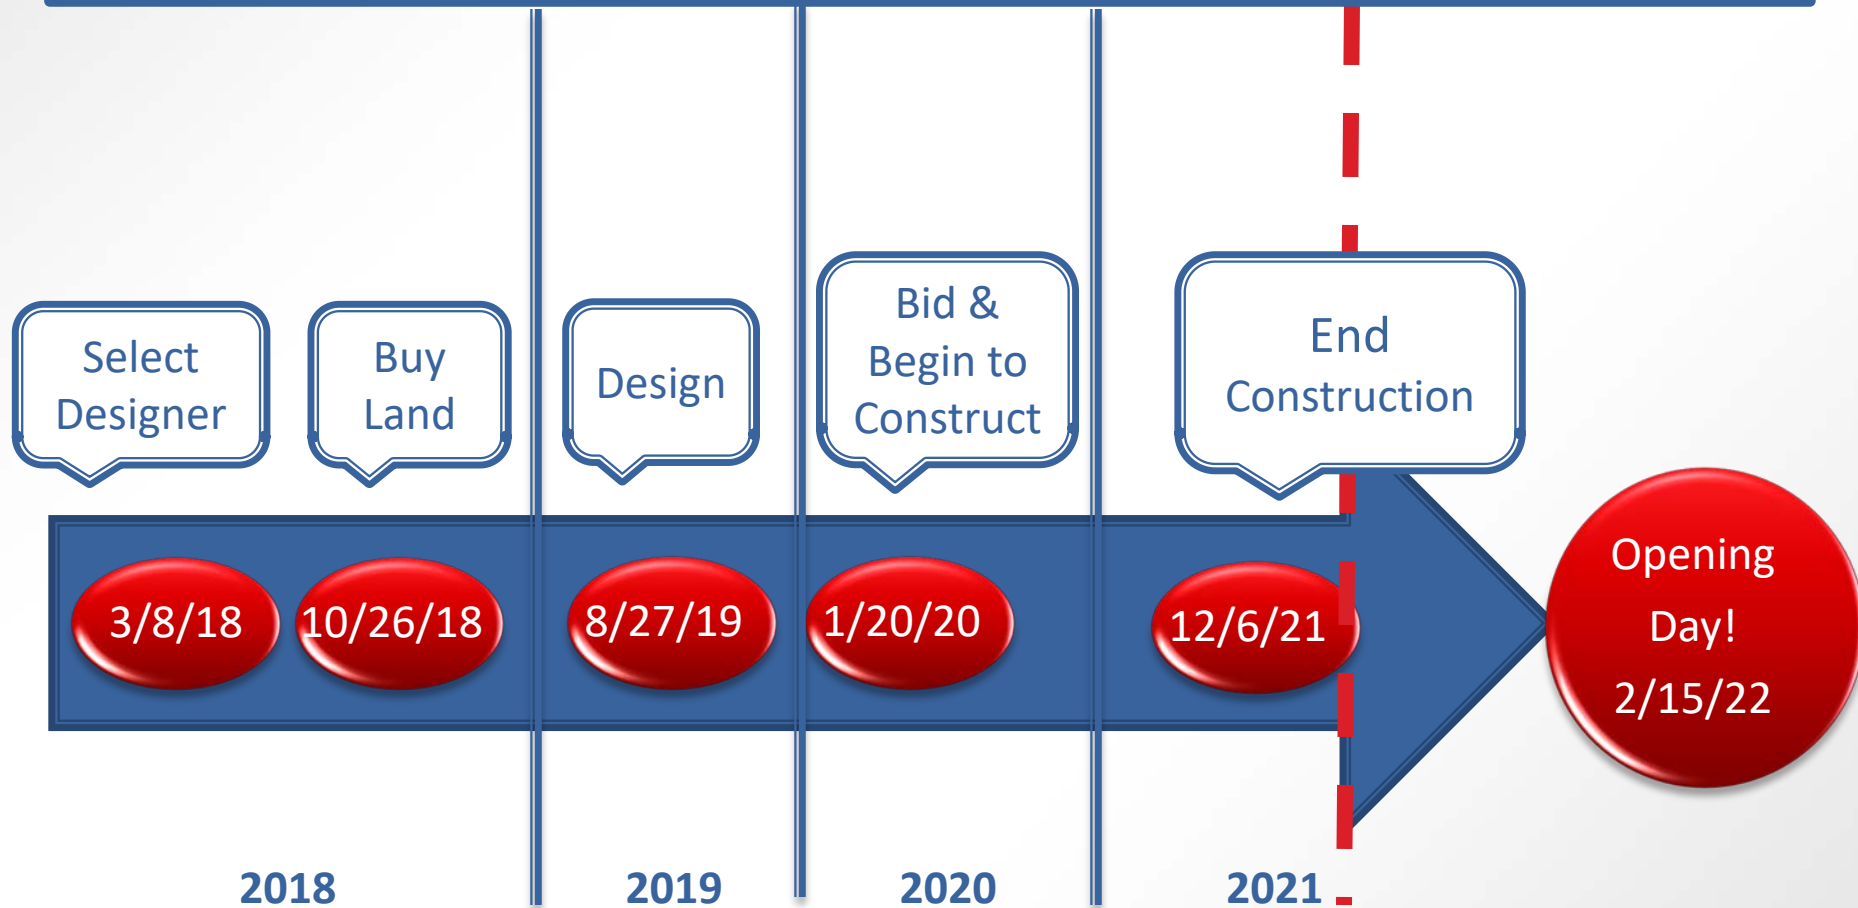 Select
Designer
Buy
Land
Design
Bid &
Begin to
Construct
End
Construction
3/8/18
10/26/18
8/27/19
1/20/20
12/6/21
Opening
Day!
2/15/22
2018
2019
2020
2021